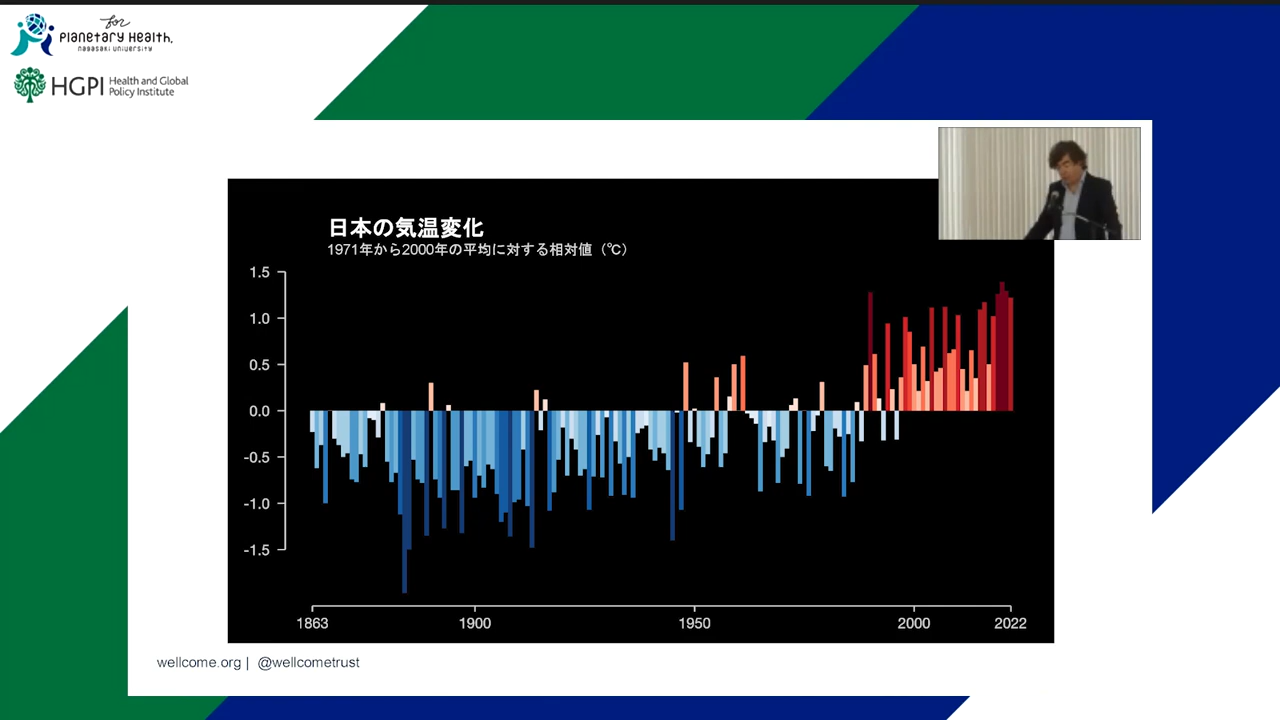 for
PLanetary HeaLth,
nagasaki university
HGPI Health and Global
Policy Institute
日本の気温変化
1971年から2000年の平均に対する相対値（℃）
1.5
1.0
0.5
0.0
-0.5
-1.0
-1.5
1863 1900 1950 2000 2022
wellcome.org | @wellcometrust